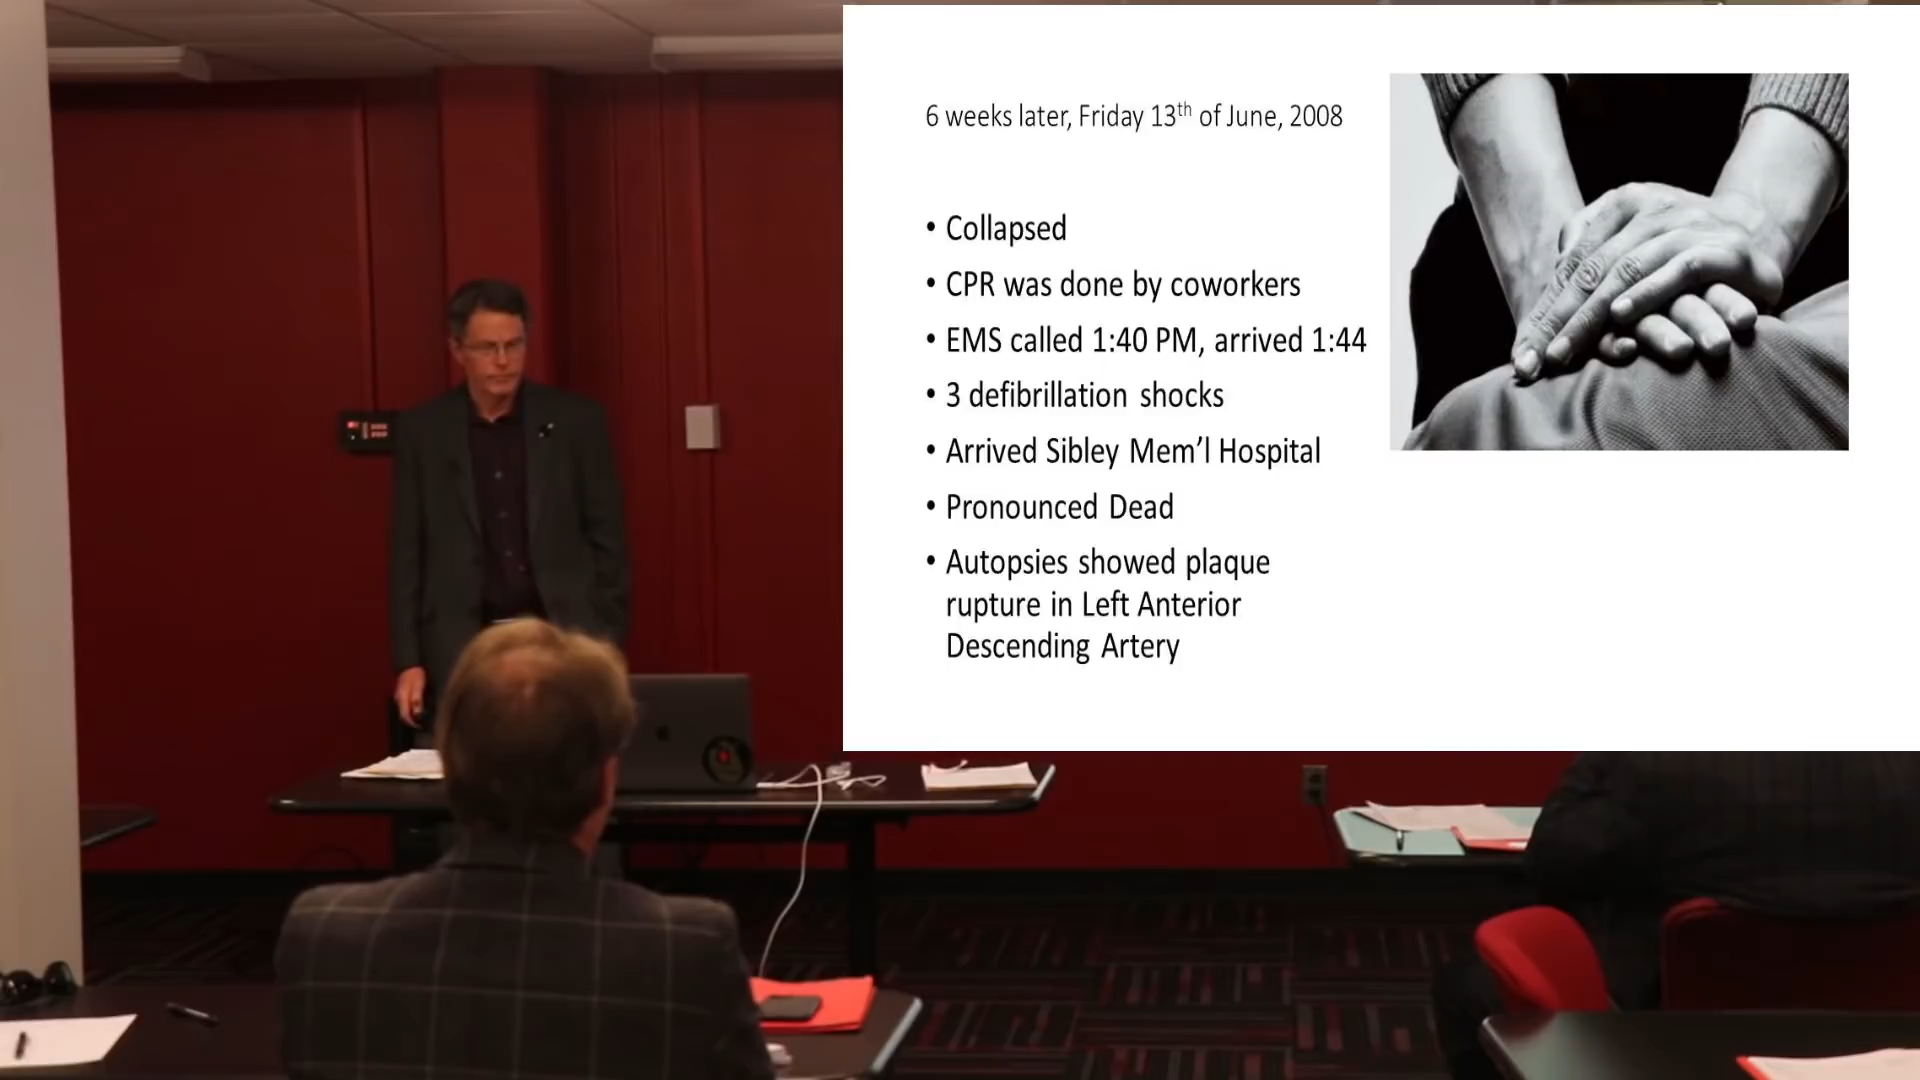 6 weeks later, Friday 13th of June, 2008
• Collapsed
• CPR was done by coworkers
• EMS called 1:40 PM, arrived 1:44
• 3 defibrillation shocks
• Arrived Sibley Mem’l Hospital
• Pronounced Dead
• Autopsies showed plaque
rupture in Left Anterior
Descending Artery